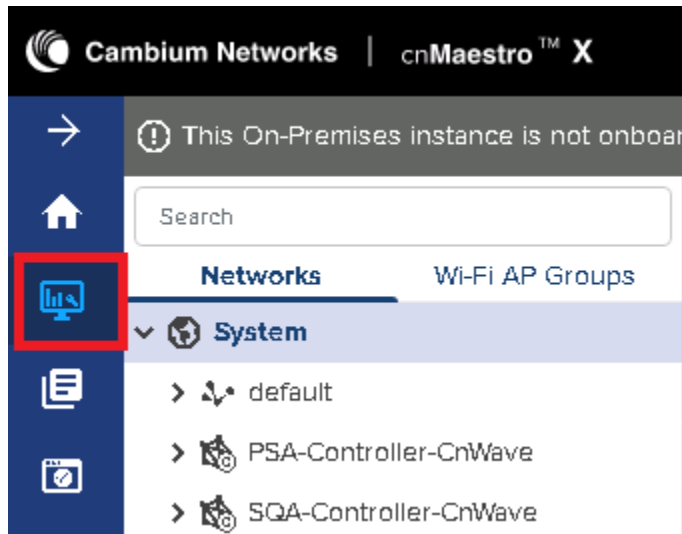 Cambium Networks | cnMaestro™ X
This On-Premises instance is not onboar
Search
Networks Wi-Fi AP Groups
System
default
PSA-Controller-CnWave
SQA-Controller-CnWave